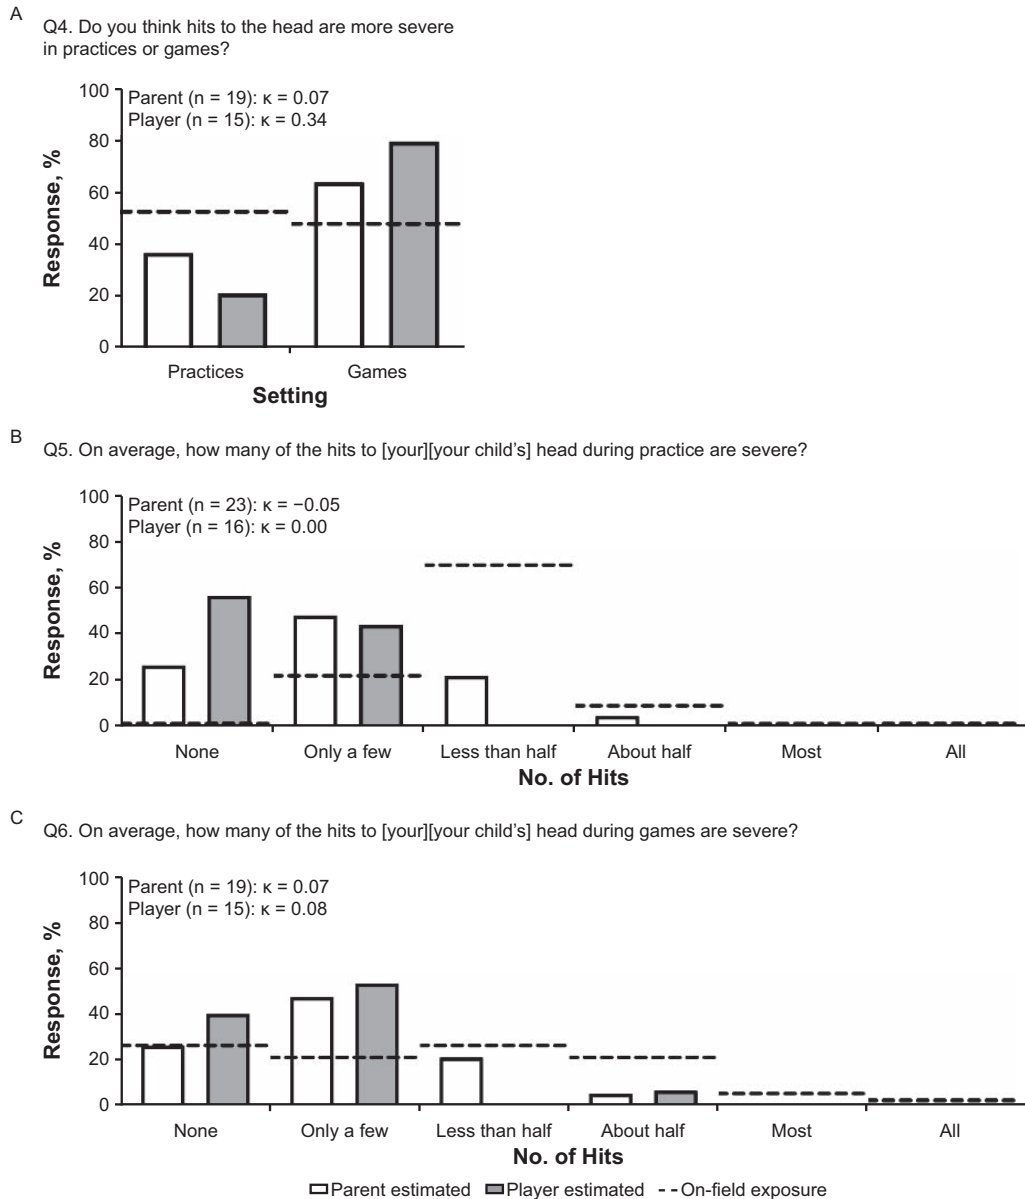 A
Q4. Do you think hits to the head are more severe
in practices or games?
100
80
60
40
20
0
Response, %
Parent (n = 19): κ = 0.07
Player (n = 15): κ = 0.34
Practices
Games
Setting
B
Q5. On average, how many of the hits to [your][your child's] head during practice are severe?
100
80
60
40
20
0
Response, %
Parent (n = 23): κ = −0.05
Player (n = 16): κ = 0.00
None
Only a few
Less than half
About half
Most
All
No. of Hits
C
Q6. On average, how many of the hits to [your][your child's] head during games are severe?
100
80
60
40
20
0
Response, %
Parent (n = 19): κ = 0.07
Player (n = 15): κ = 0.08
None
Only a few
Less than half
About half
Most
All
No. of Hits
Parent estimated
Player estimated
On-field exposure